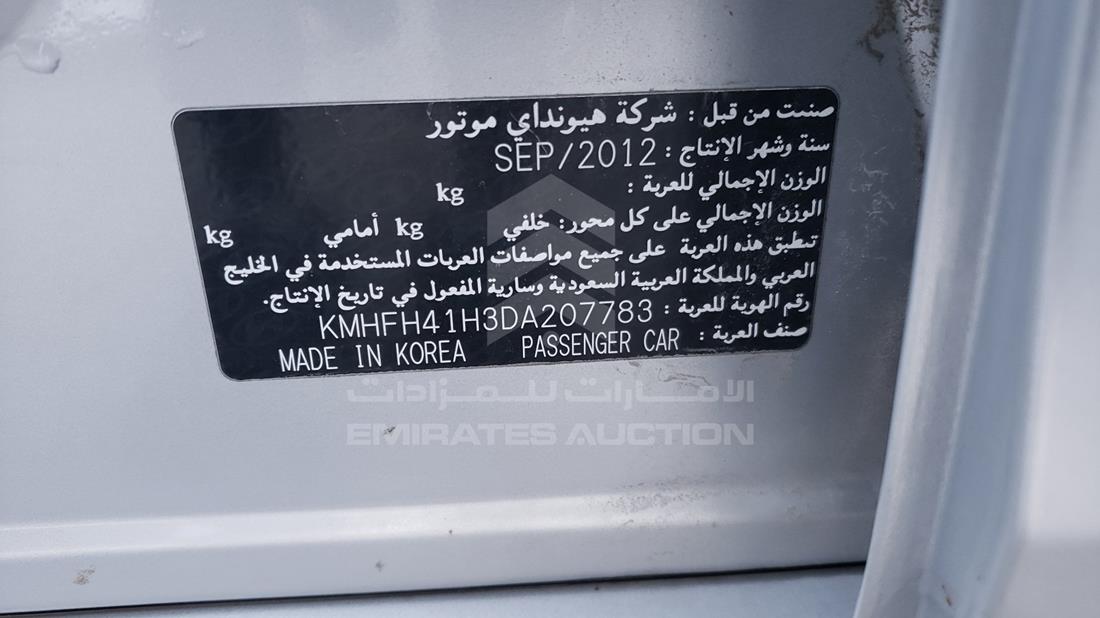 صنعت من قبل : شركة هيونداي موتور
سنة وشهر الإنتاج : SEP/2012
الوزن الإجمالي للعربة : kg
الوزن الإجمالي على كل محور: خلفي kg أمامي kg
تنطبق هذه العربة على جميع مواصفات العربات المستخدمة في الخليج
العربي والمملكة العربية السعودية وسارية المفعول في تاريخ الإنتاج.
رقم الهوية للعربة : KMHFH41H3DA207783
صنف العربة : PASSENGER CAR MADE IN KOREA
الامارات للمزادات
EMIRATES AUCTION